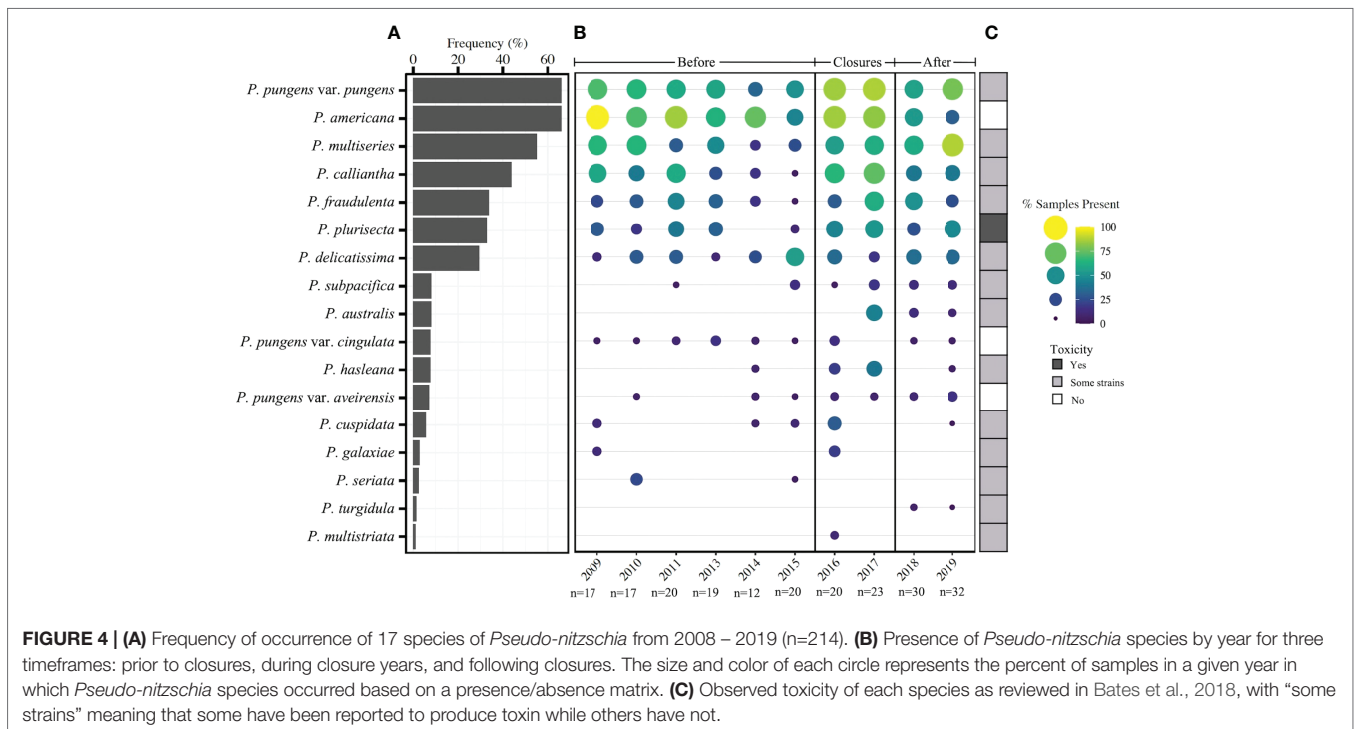 A
B
C
Frequency (%)
0 20 40 60
Before Closures After
P. pungens var. pungens
P. americana
P. multiseries
P. calliantha
P. fraudulenta
P. plurisecta
P. delicatissima
P. subpacifica
P. australis
P. pungens var. cingulata
P. hasleana
P. pungens var. aveirensis
P. cuspidata
P. galaxiae
P. seriata
P. turgidula
P. multistriata
% Samples Present
100
75
50
25
0
Toxicity
Yes
Some strains
No
2009 2010 2011 2013 2014 2015 2016 2017 2018 2019
n=17 n=17 n=20 n=19 n=12 n=20 n=20 n=23 n=30 n=32
FIGURE 4 | (A) Frequency of occurrence of 17 species of Pseudo-nitzschia from 2008 – 2019 (n=214). (B) Presence of Pseudo-nitzschia species by year for three
timeframes: prior to closures, during closure years, and following closures. The size and color of each circle represents the percent of samples in a given year in
which Pseudo-nitzschia species occurred based on a presence/absence matrix. (C) Observed toxicity of each species as reviewed in Bates et al., 2018, with “some
strains” meaning that some have been reported to produce toxin while others have not.